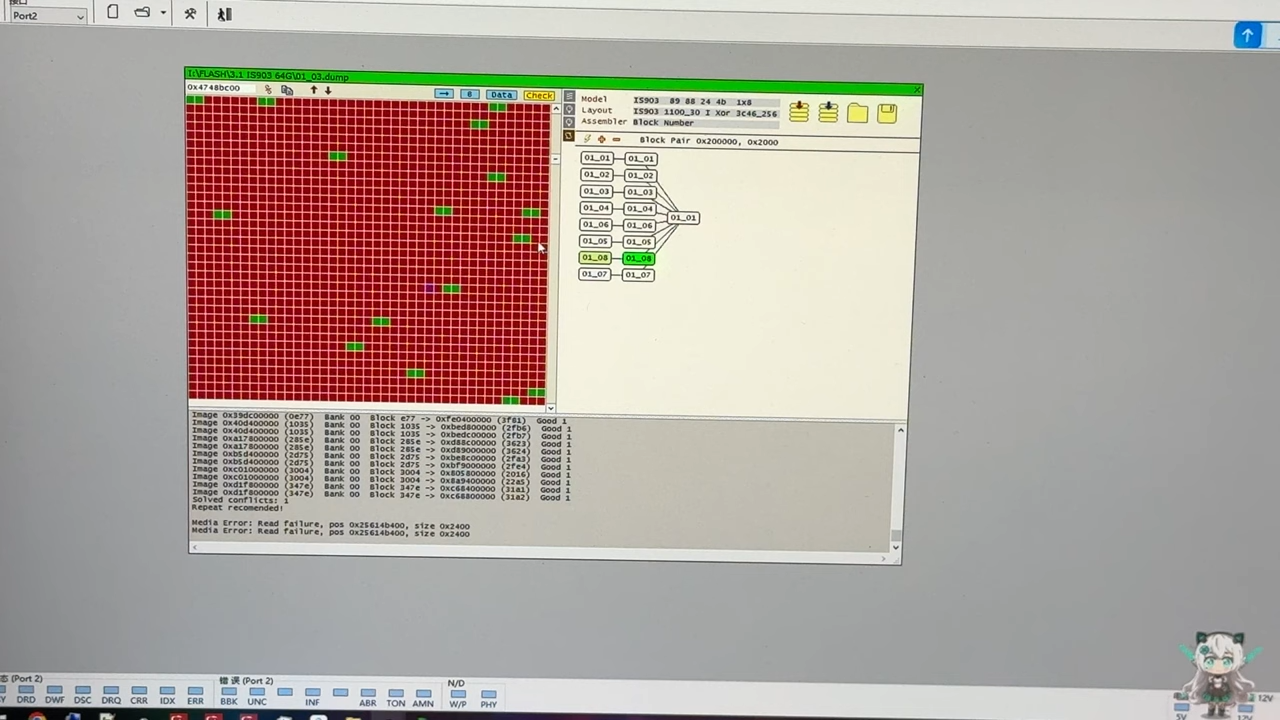 Port2
I:\FLASH\3.1 IS903 64G\01_03.dump
0x4748bc00
6 Data Check
Model IS903 89 88 24 4b 1x8
Layout IS903 1100_30 I Xor 3c46_256
Assembler Block Number
Block Pair 0x200000, 0x2000
01_01 01_01
01_02 01_02
01_03 01_03
01_04 01_04
01_01
01_06 01_06
01_05 01_05
01_08 01_08
01_07 01_07
Image 0x39dc00000 (0e77) Bank 00 Block e77 -> 0xfe0400000 (3f81) Good 1
Image 0x40d400000 (1035) Bank 00 Block 1035 -> 0xbed800000 (2fb6) Good 1
Image 0x40d400000 (1035) Bank 00 Block 1035 -> 0xbedc00000 (2fb7) Good 1
Image 0xa17800000 (285e) Bank 00 Block 285e -> 0xd88c00000 (3623) Good 1
Image 0xa17800000 (285e) Bank 00 Block 285e -> 0xd89000000 (3624) Good 1
Image 0xb5d400000 (2d75) Bank 00 Block 2d75 -> 0xbe8c00000 (2fa3) Good 1
Image 0xb5d400000 (2d75) Bank 00 Block 2d75 -> 0xbf9000000 (2fe4) Good 1
Image 0xc01000000 (3004) Bank 00 Block 3004 -> 0x805800000 (2016) Good 1
Image 0xc01000000 (3004) Bank 00 Block 3004 -> 0x8a9400000 (22a5) Good 1
Image 0xd1f800000 (347e) Bank 00 Block 347e -> 0xc68400000 (31a1) Good 1
Image 0xd1f800000 (347e) Bank 00 Block 347e -> 0xc68800000 (31a2) Good 1
Solved conflicts: 1
Repeat recomended!
Media Error: Read failure, pos 0x25614b400, size 0x2400
Media Error: Read failure, pos 0x25614b400, size 0x2400
态 (Port 2) 错误 (Port 2) N/D
DRD DWF DSC DRQ CRR IDX ERR BBK UNC INF ABR TON AMN W/P PHY
12V
5V
12V